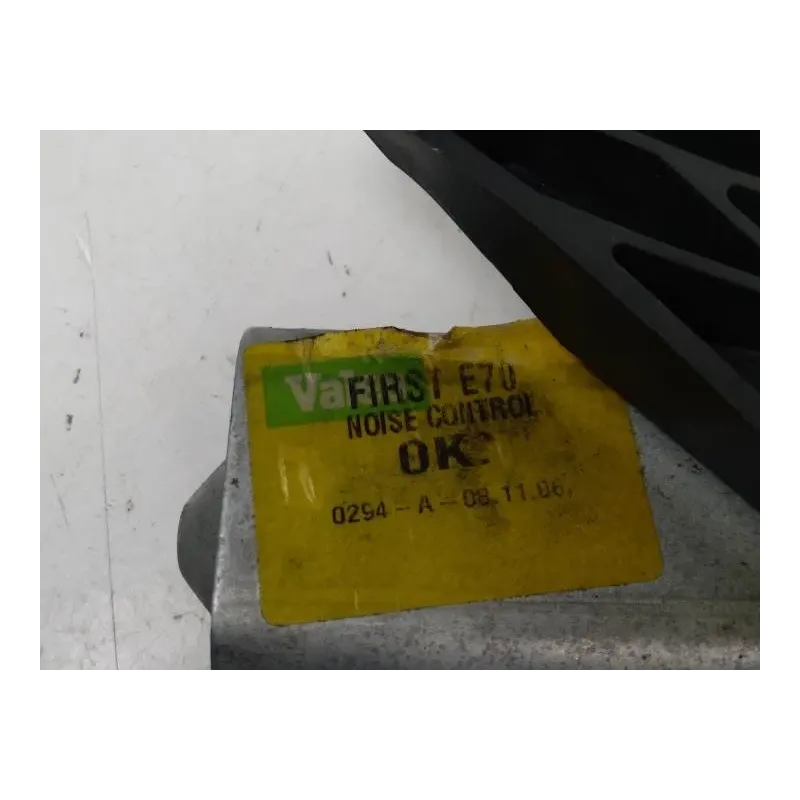 Va FIRST E70
NOISE CONTROL
OK
0294-A-08.11.06